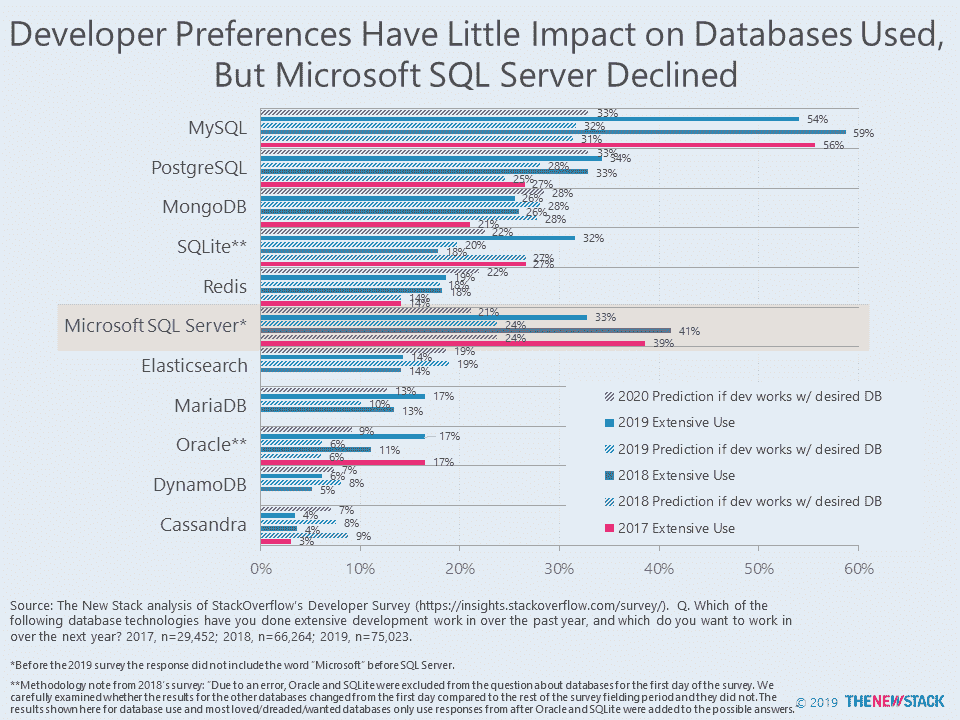 Developer Preferences Have Little Impact on Databases Used,
But Microsoft SQL Server Declined
MySQL
33%
54%
32%
59%
31%
56%
PostgreSQL
33%
34%
28%
33%
25%
27%
MongoDB
28%
26%
28%
26%
28%
21%
SQLite**
22%
32%
20%
18%
27%
27%
Redis
22%
19%
18%
18%
14%
14%
Microsoft SQL Server*
21%
33%
24%
41%
24%
39%
Elasticsearch
19%
14%
19%
14%
MariaDB
13%
17%
10%
13%
Oracle**
9%
17%
6%
11%
6%
17%
DynamoDB
7%
6%
8%
5%
Cassandra
7%
4%
8%
4%
9%
3%
2020 Prediction if dev works w/ desired DB
2019 Extensive Use
2019 Prediction if dev works w/ desired DB
2018 Extensive Use
2018 Prediction if dev works w/ desired DB
2017 Extensive Use
0% 10% 20% 30% 40% 50% 60%
Source: The New Stack analysis of StackOverflow's Developer Survey (https://insights.stackoverflow.com/survey/). Q. Which of the
following database technologies have you done extensive development work in over the past year, and which do you want to work in
over the next year? 2017, n=29,452; 2018, n=66,264; 2019, n=75,023.
*Before the 2019 survey the response did not include the word "Microsoft" before SQL Server.
**Methodology note from 2018's survey: "Due to an error, Oracle and SQLite were excluded from the question about databases for the first day of the survey. We
carefully examined whether the results for the other databases changed from the first day compared to the rest of the survey fielding period and they did not. The
results shown here for database use and most loved/dreaded/wanted databases only use responses from after Oracle and SQLite were added to the possible answers.
© 2019 THENEWSTACK